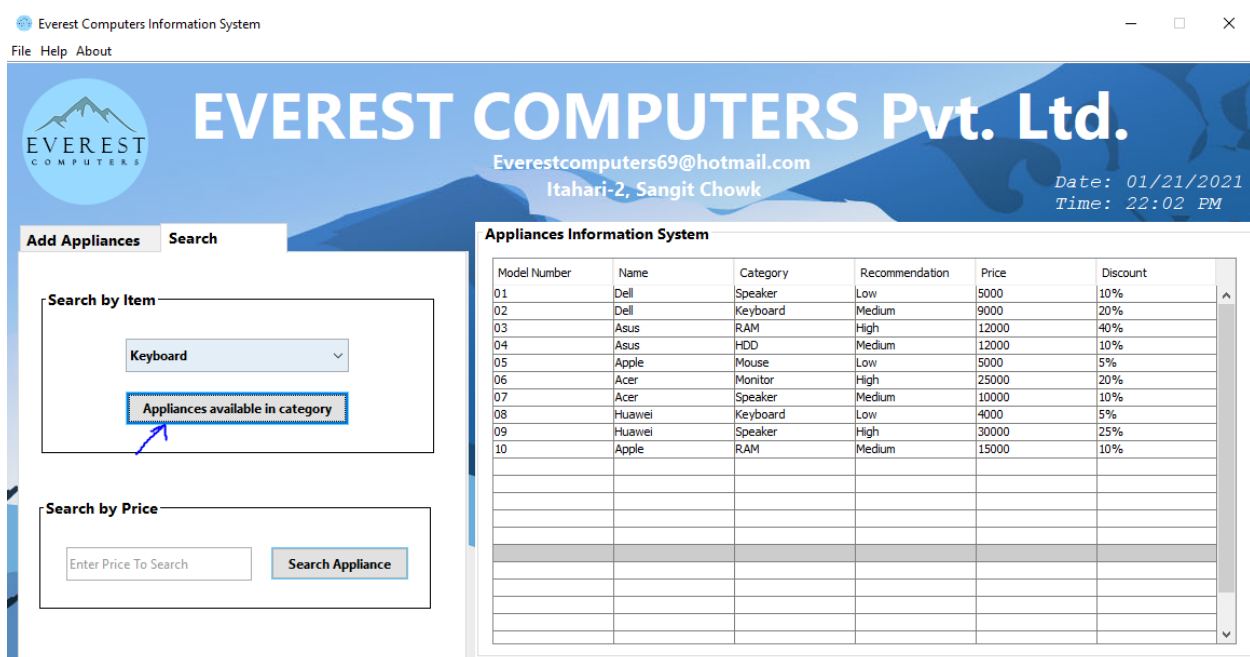 Everest Computers Information System
File Help About
EVEREST
COMPUTERS
EVEREST COMPUTERS Pvt. Ltd.
Everestcomputers69@hotmail.com
Itahari-2, Sangit Chowk
Date: 01/21/2021
Time: 22:02 PM
Add Appliances Search
Search by Item
Keyboard
Appliances available in category
Search by Price
Enter Price To Search Search Appliance
Appliances Information System
Model Number Name Category Recommendation Price Discount
01 Dell Speaker Low 5000 10%
02 Dell Keyboard Medium 9000 20%
03 Asus RAM High 12000 40%
04 Asus HDD Medium 12000 10%
05 Apple Mouse Low 5000 5%
06 Acer Monitor High 25000 20%
07 Acer Speaker Medium 10000 10%
08 Huawei Keyboard Low 4000 5%
09 Huawei Speaker High 30000 25%
10 Apple RAM Medium 15000 10%